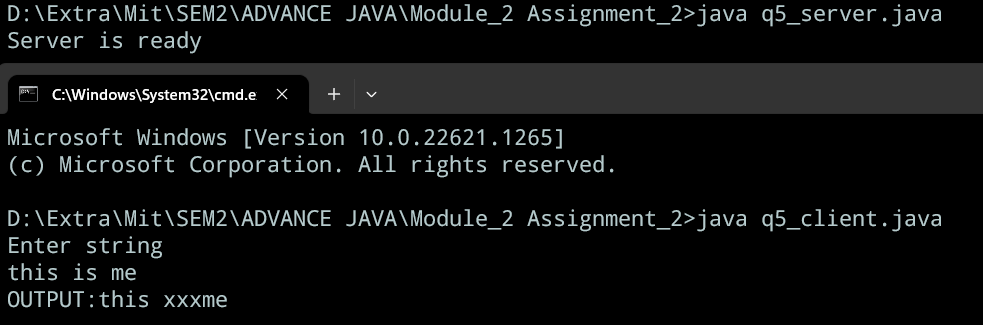 D:\Extra\Mit\SEM2\ADVANCE JAVA\Module_2 Assignment_2>java q5_server.java
Server is ready
C:\Windows\System32\cmd.e
Microsoft Windows [Version 10.0.22621.1265]
(c) Microsoft Corporation. All rights reserved.
D:\Extra\Mit\SEM2\ADVANCE JAVA\Module_2 Assignment_2>java q5_client.java
Enter string
this is me
OUTPUT:this xxxme